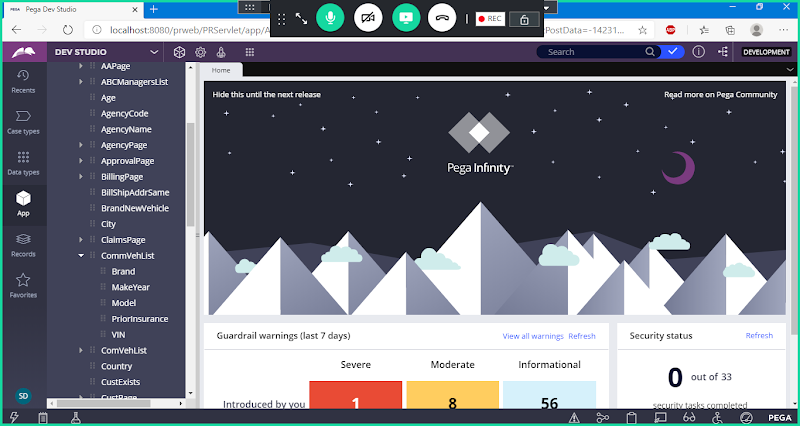 PEGA Pega Dev Studio
localhost:8080/prweb/PRServlet/app/
PostData=-14231...
REC
DEV STUDIO
Search
DEVELOPMENT
Recents
Case types
Data types
App
Records
Favorites
SD
AAPage
ABCManagersList
Age
AgencyCode
AgencyName
AgencyPage
ApprovalPage
BillingPage
BillShipAddrSame
BrandNewVehicle
City
ClaimsPage
CommVehList
Brand
MakeYear
Model
PriorInsurance
VIN
ComVehList
Country
CustExists
CustPage
Home
Hide this until the next release
Read more on Pega Community
Pega Infinity
Guardrail warnings (last 7 days)
View all warnings Refresh
Severe Moderate Informational
Introduced by you 1 8 56
Security status
Refresh
0 out of 33
security tasks completed
PEGA